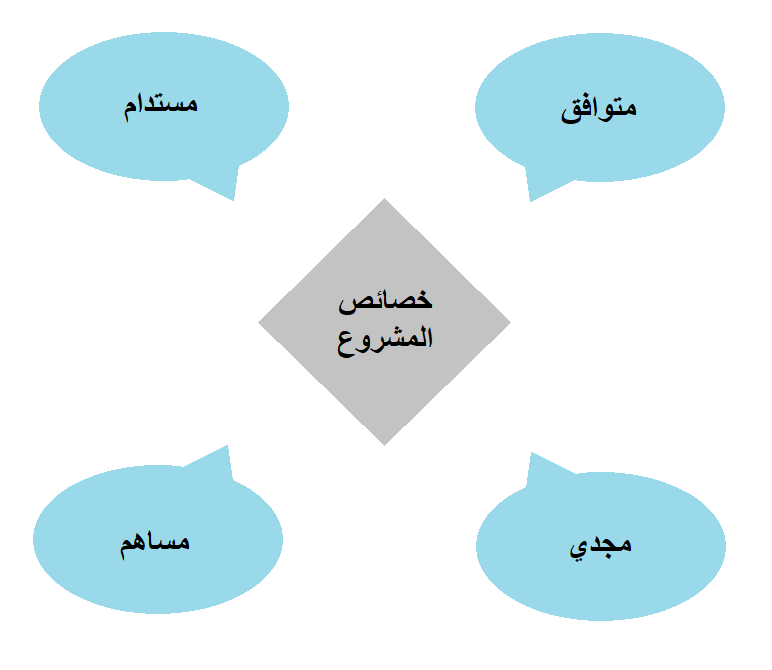 متوافق
مستدام
خصائص
المشروع
مجدي
مساهم